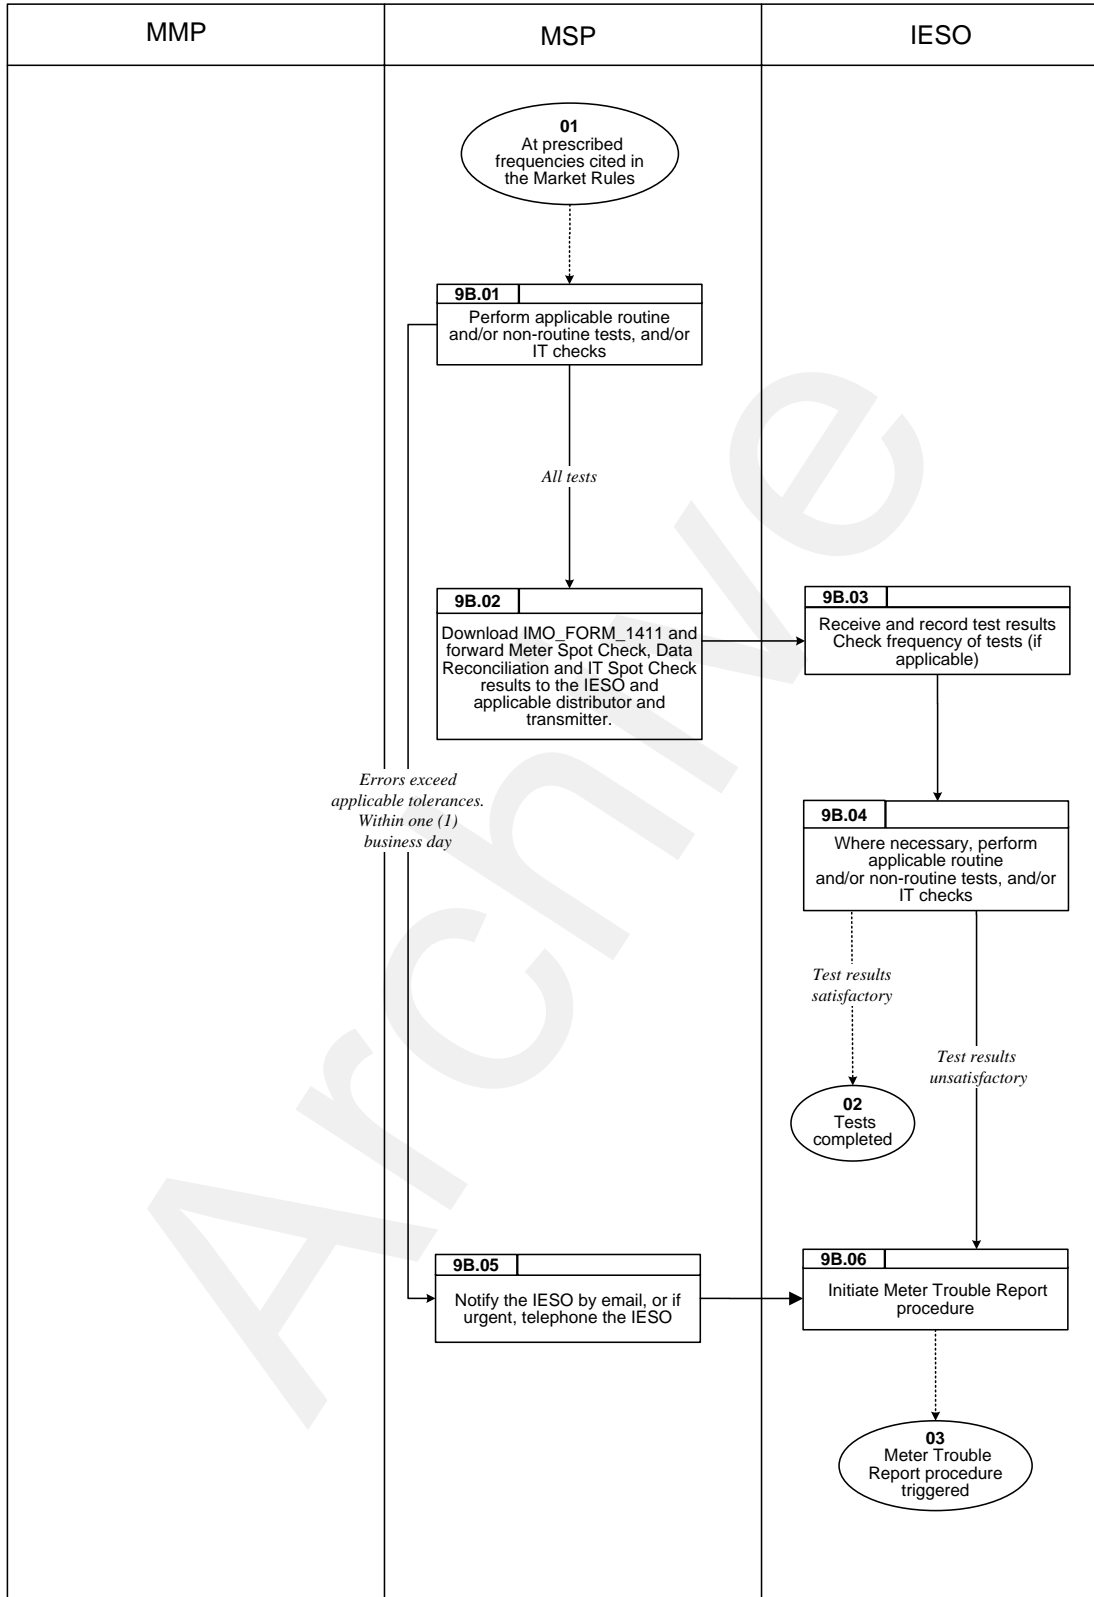 MMP
MSP
IESO
01
At prescribed
frequencies cited in
the Market Rules
9B.01
Perform applicable routine
and/or non-routine tests, and/or
IT checks
All tests
9B.02
Download IMO_FORM_1411 and
forward Meter Spot Check, Data
Reconciliation and IT Spot Check
results to the IESO and
applicable distributor and
transmitter.
9B.03
Receive and record test results
Check frequency of tests (if
applicable)
Errors exceed
applicable tolerances.
Within one (1)
business day
9B.04
Where necessary, perform
applicable routine
and/or non-routine tests, and/or
IT checks
Test results
satisfactory
Test results
unsatisfactory
02
Tests
completed
9B.05
Notify the IESO by email, or if
urgent, telephone the IESO
9B.06
Initiate Meter Trouble Report
procedure
03
Meter Trouble
Report procedure
triggered
Archive